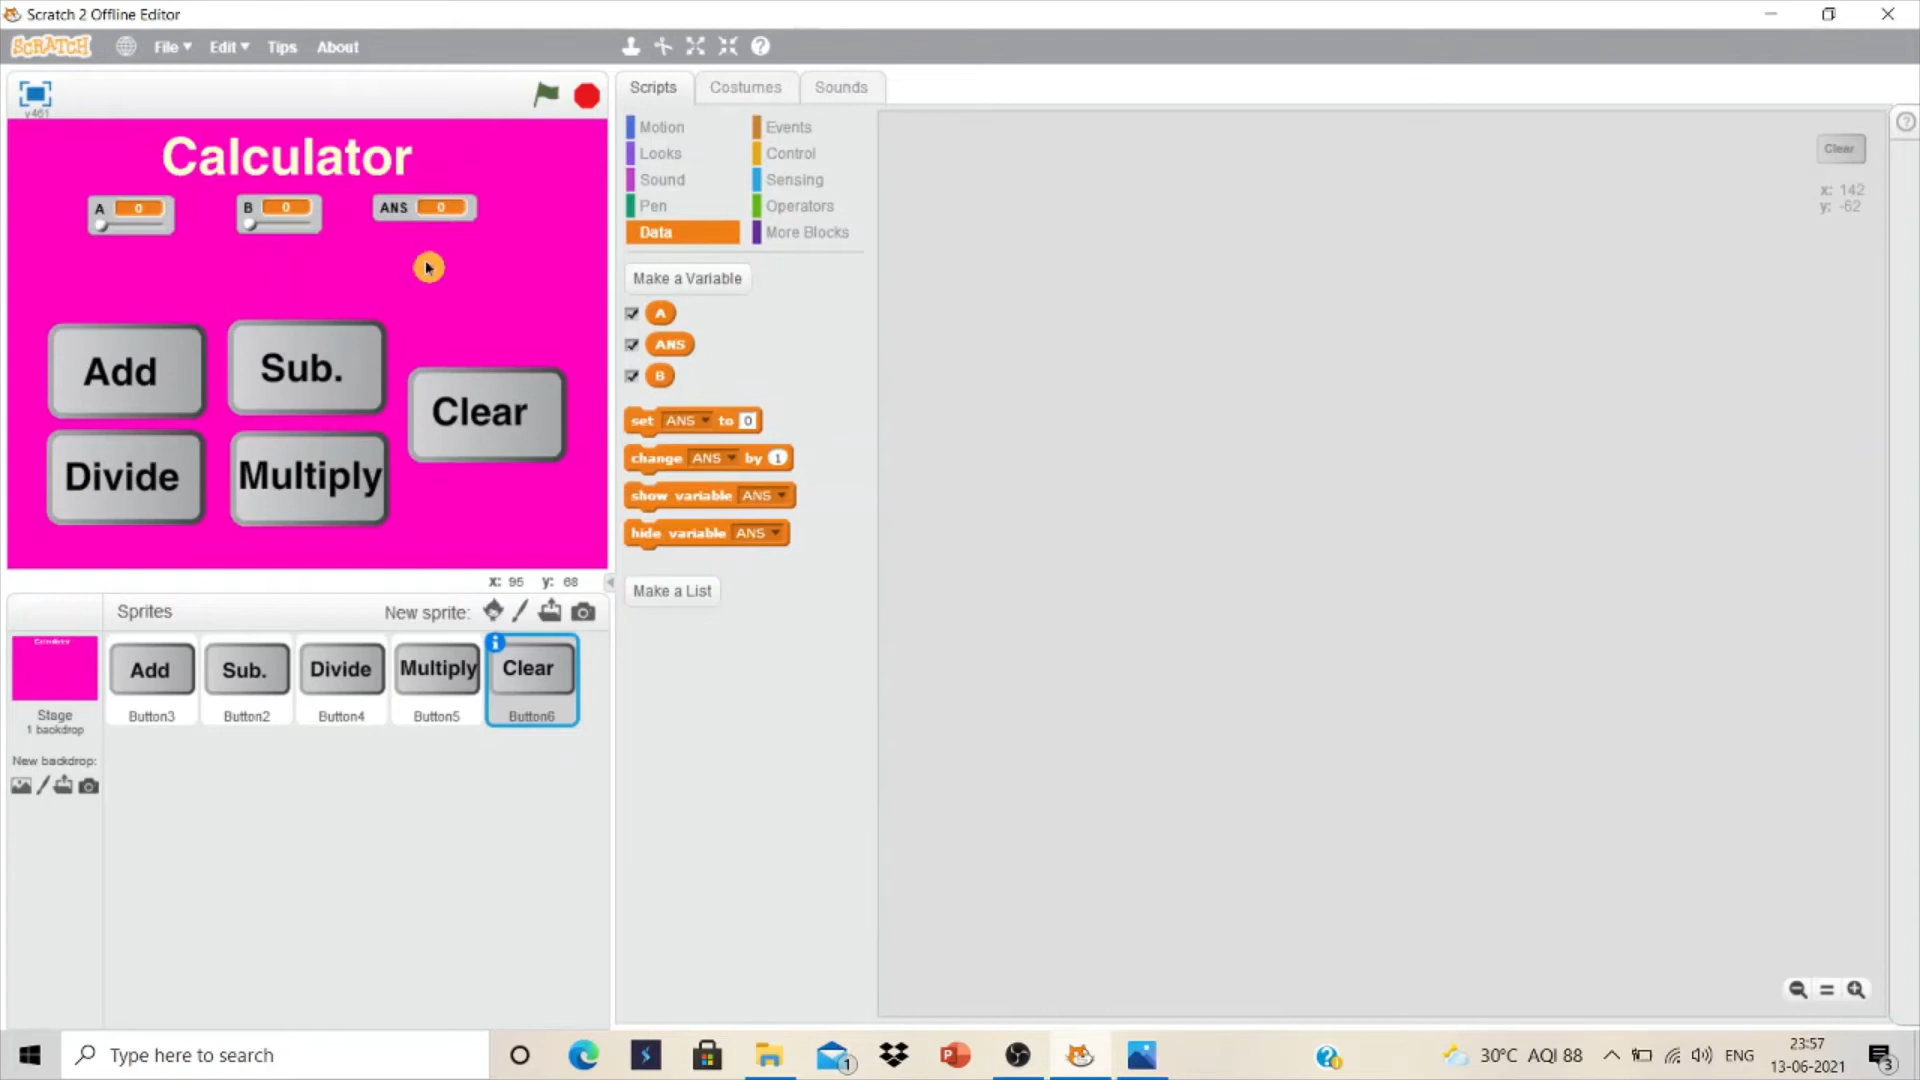 Scratch 2 Offline Editor
SCRATCH File Edit Tips About
v461
Calculator
A 0
B 0
ANS 0
Add
Sub.
Clear
Divide
Multiply
x: 95 y: 68
Scripts Costumes Sounds
Motion Events
Looks Control
Sound Sensing
Pen Operators
Data More Blocks
Make a Variable
A
ANS
B
set ANS to 0
change ANS by 1
show variable ANS
hide variable ANS
Make a List
Clear
x: 142
y: -62
Sprites New sprite:
Calculator
Stage
1 backdrop
New backdrop:
Add
Button3
Sub.
Button2
Divide
Button4
Multiply
Button5
Clear
Button6
Type here to search
1
30°C AQI 88
ENG
23:57
13-06-2021
3